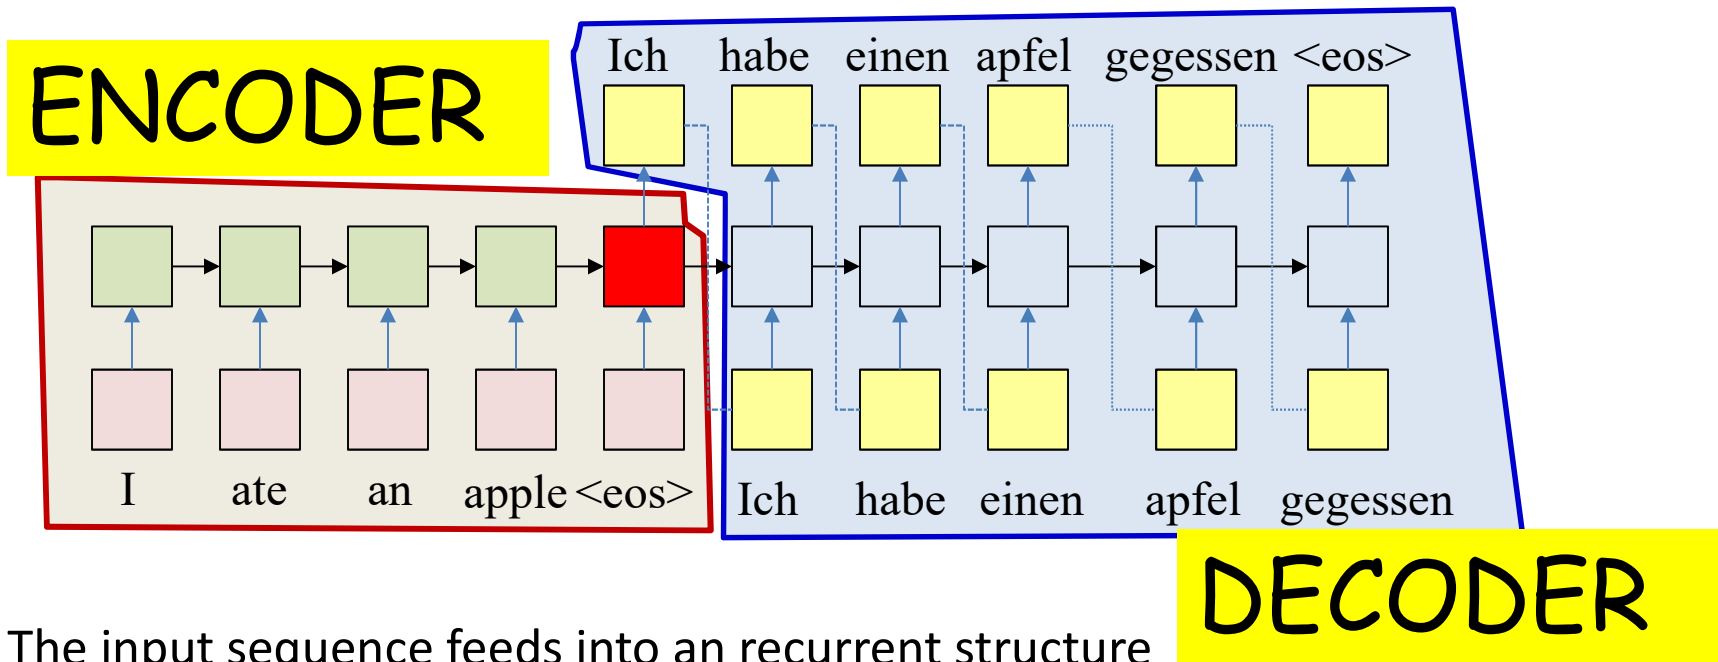 ENCODER
Ich habe einen apfel gegessen <eos>
I ate an apple <eos>
Ich habe einen apfel gegessen
DECODER
The input sequence feeds into an recurrent structure